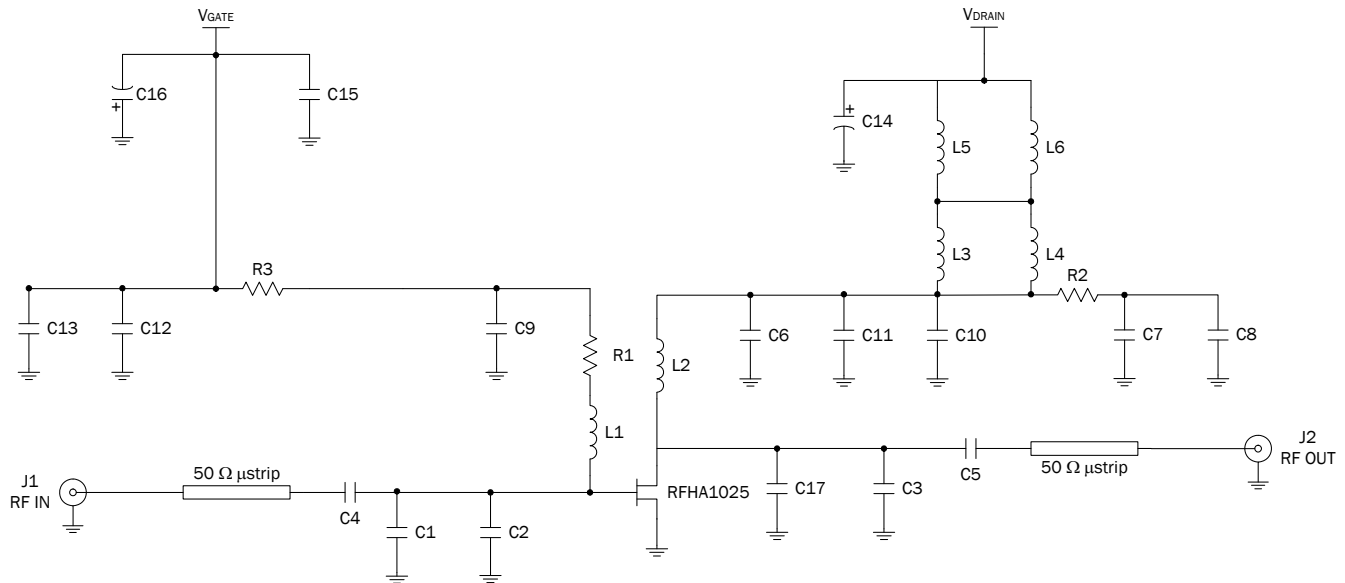 VGATE
VDRAIN
C16
+
C15
+
C14
L5
L6
L3
L4
R3
R2
C13
C12
C9
R1
L2
C6
C11
C10
C7
C8
L1
J1
RF IN
50 Ω μstrip
C4
C1
C2
RFHA1025
C17
C3
C5
50 Ω μstrip
J2
RF OUT